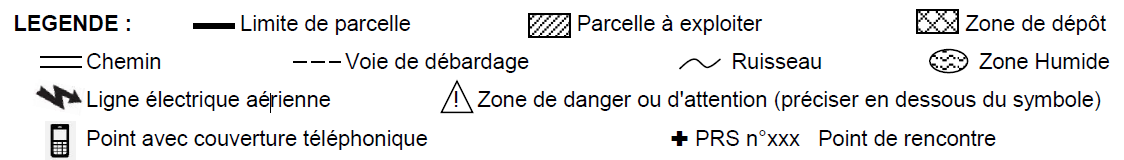 LEGENDE : Limite de parcelle Parcelle à exploiter Zone de dépôt
Chemin Voie de débardage Ruisseau Zone Humide
Ligne électrique aérienne Zone de danger ou d'attention (préciser en dessous du symbole)
Point avec couverture téléphonique PRS n°xxx Point de rencontre